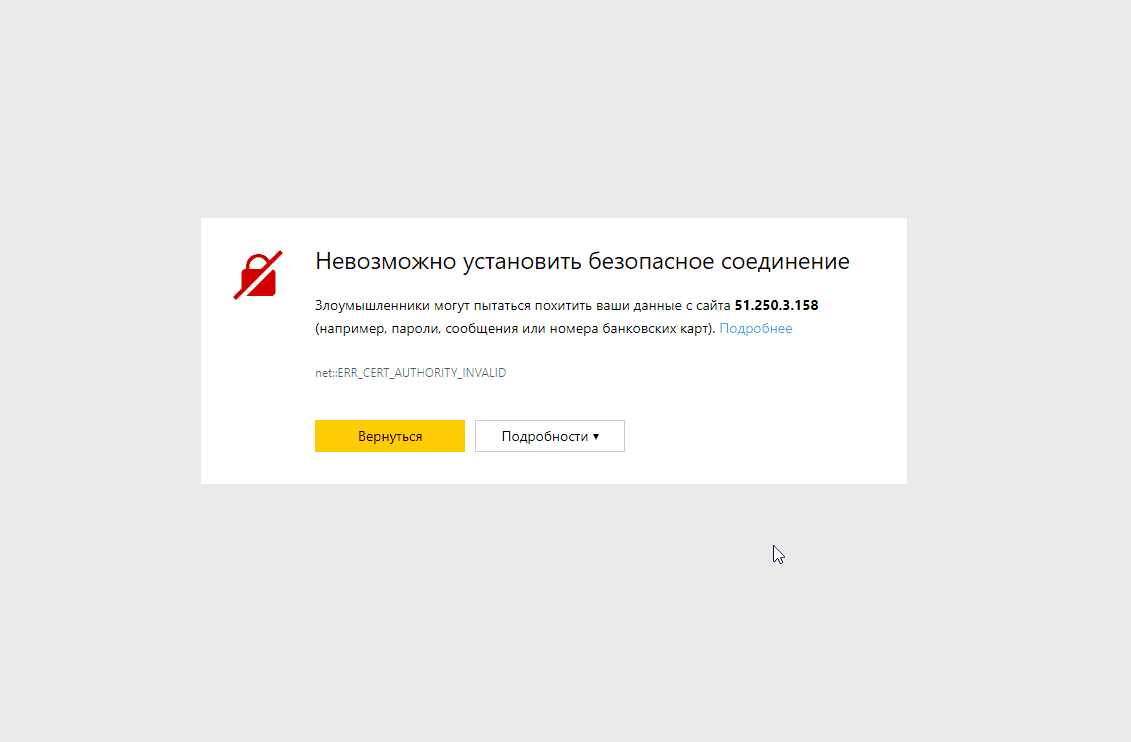 Невозможно установить безопасное соединение
Злоумышленники могут пытаться похитить ваши данные с сайта 51.250.3.158
(например, пароли, сообщения или номера банковских карт). Подробнее
net::ERR_CERT_AUTHORITY_INVALID
Вернуться
Подробности ▾